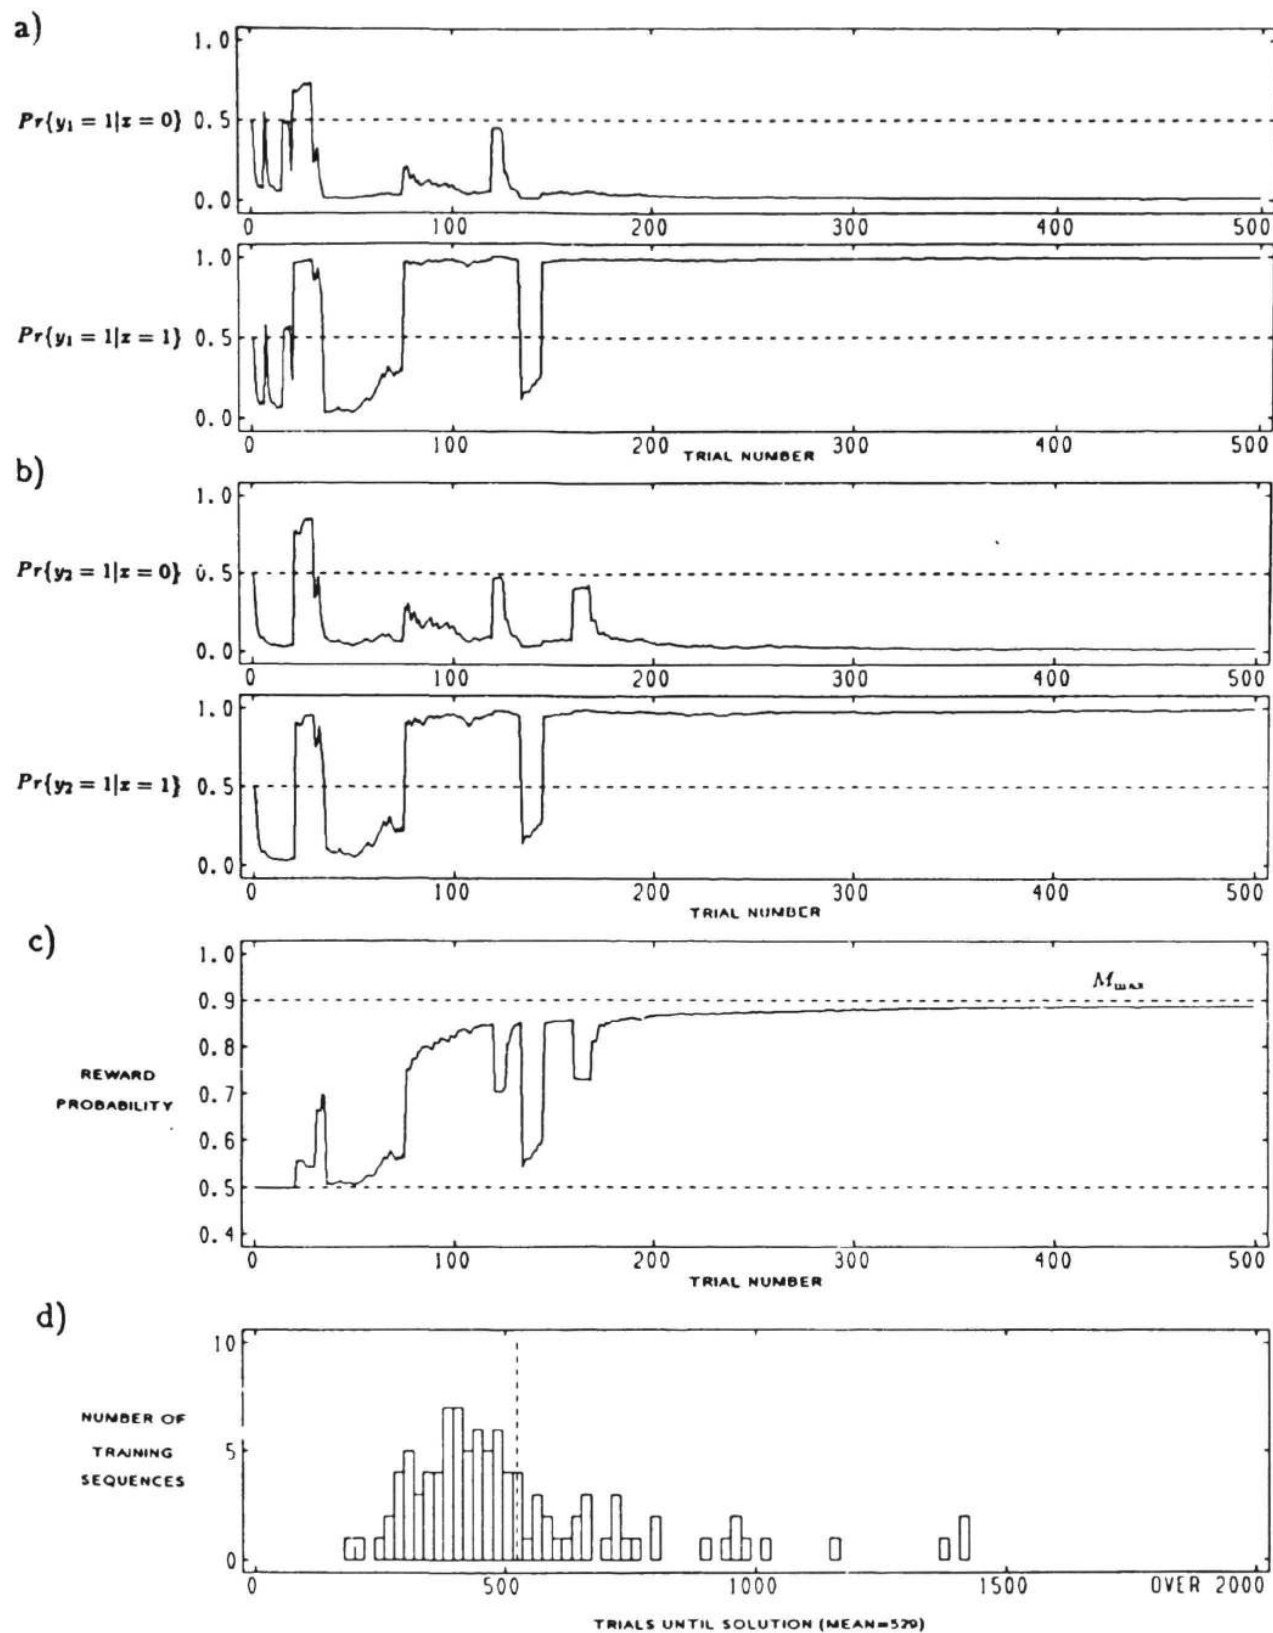 a)
1.0
Pr{y₁ = 1|x = 0} 0.5
0.0
0 100 200 300 400 500
1.0
Pr{y₁ = 1|x = 1} 0.5
0.0
0 100 200 300 400 500
TRIAL NUMBER
b)
1.0
Pr{y₂ = 1|x = 0} 0.5
0.0
0 100 200 300 400 500
1.0
Pr{y₂ = 1|x = 1} 0.5
0.0
0 100 200 300 400 500
TRIAL NUMBER
c)
1.0
Mmax
0.9
0.8
REWARD
0.7
PROBABILITY
0.6
0.5
0.4
0 100 200 300 400 500
TRIAL NUMBER
d)
10
NUMBER OF
TRAINING
5
SEQUENCES
0
0 500 1000 1500 OVER 2000
TRIALS UNTIL SOLUTION (MEAN=529)